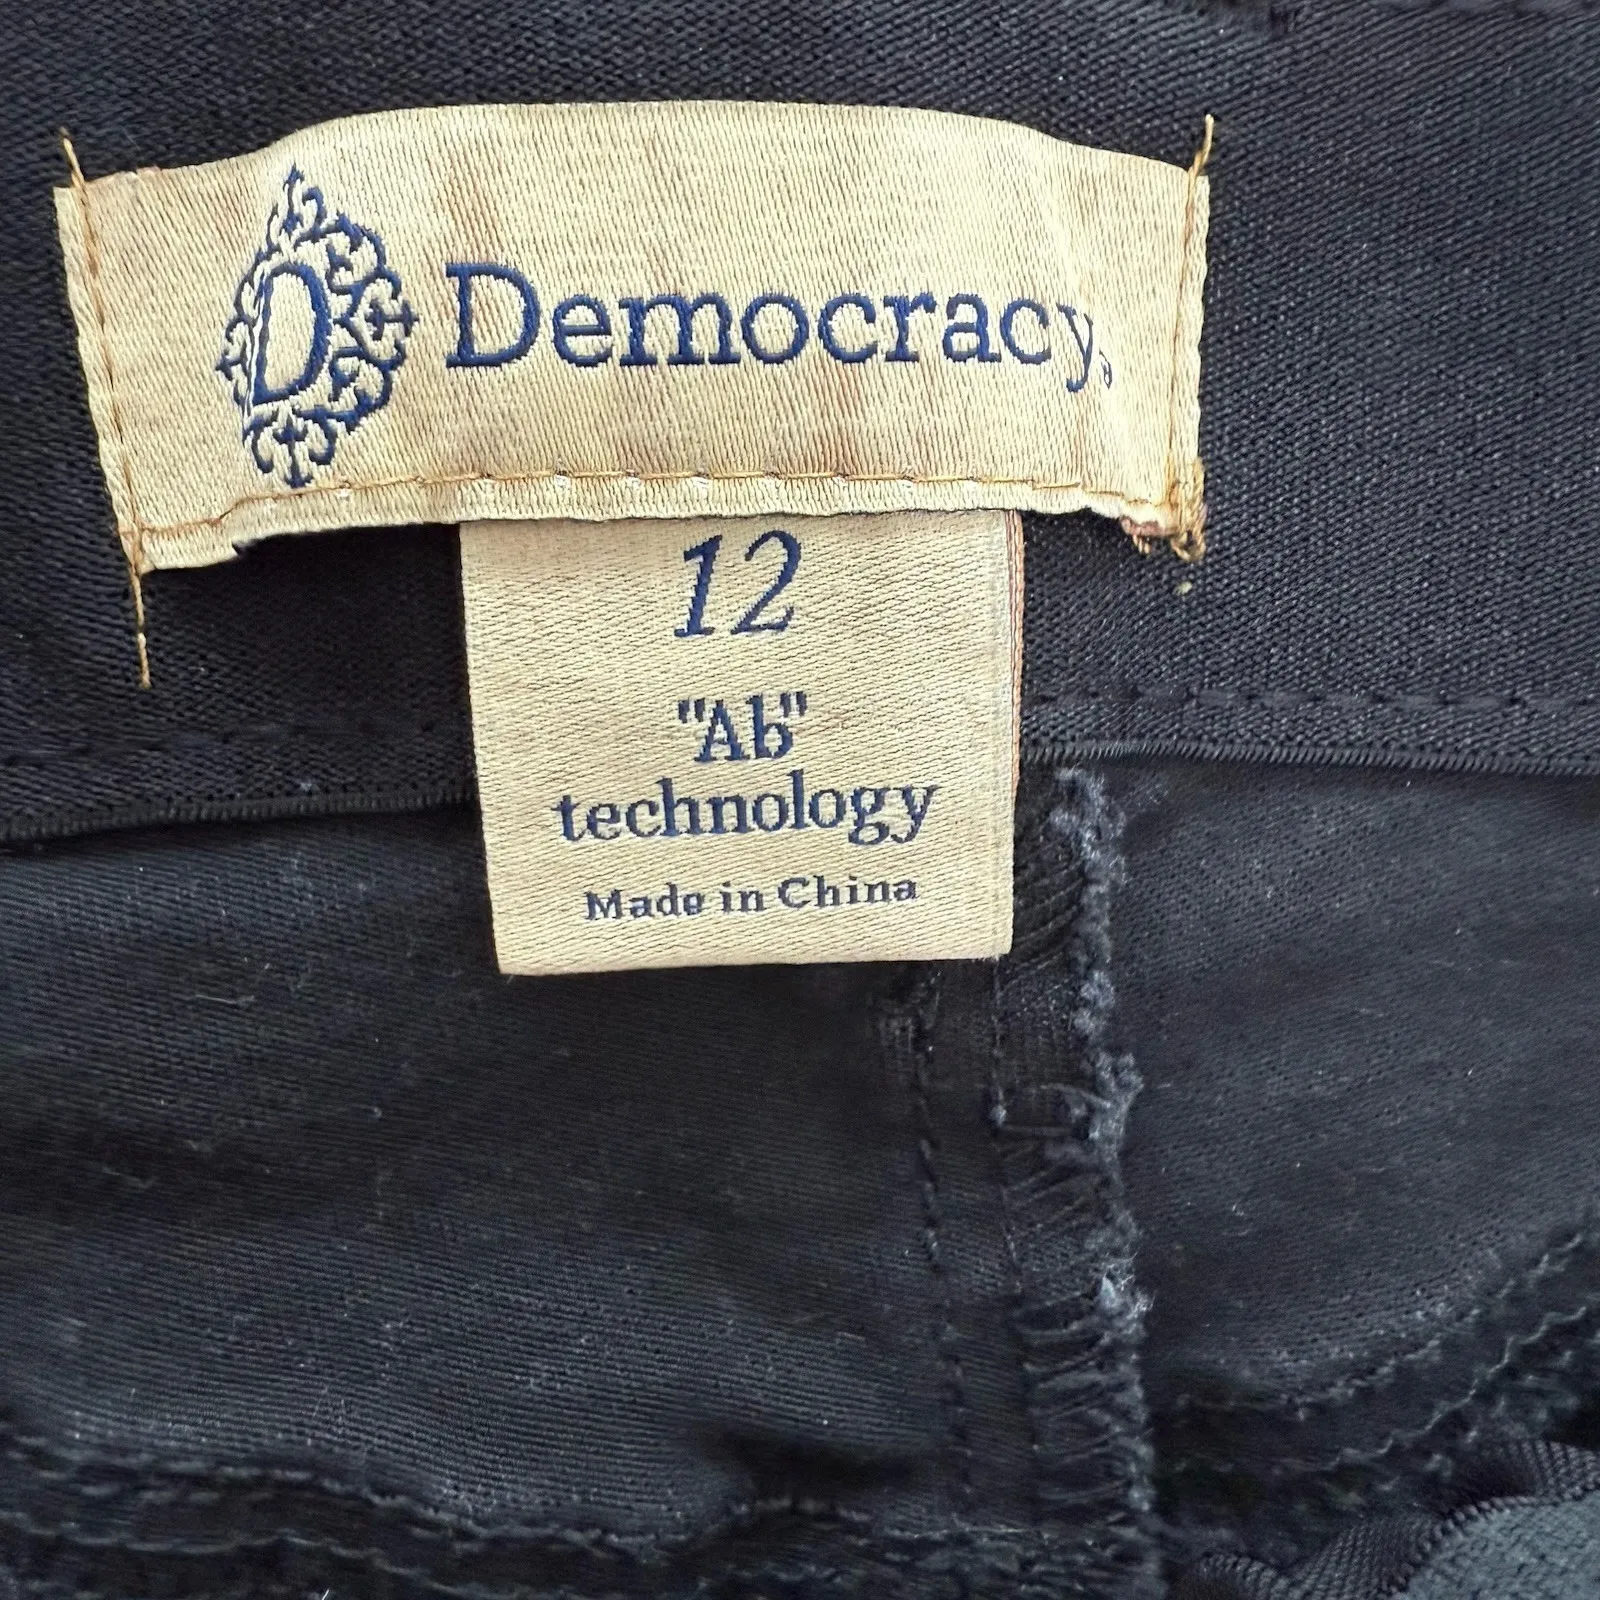 D Democracy®
12
"Ab"
technology
Made in China